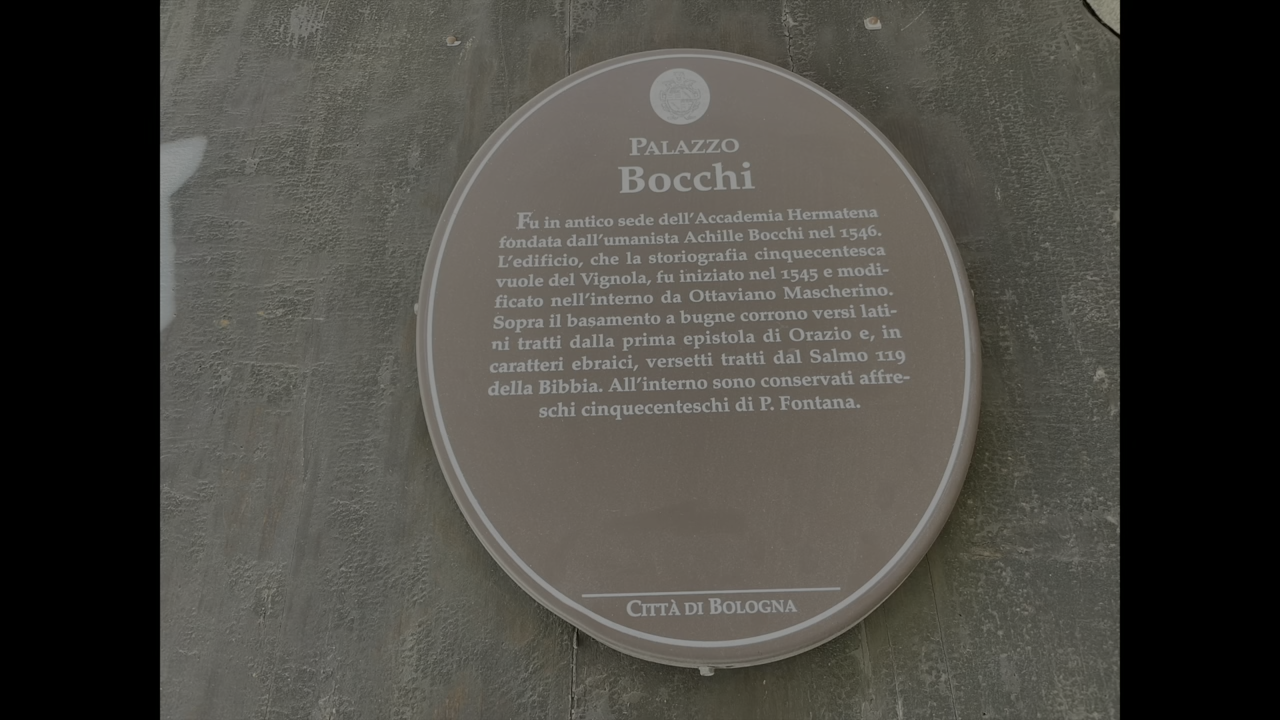 PALAZZO
Bocchi
Fu in antico sede dell'Accademia Hermatena
fondata dall'umanista Achille Bocchi nel 1546.
L'edificio, che la storiografia cinquecentesca
vuole del Vignola, fu iniziato nel 1545 e modi-
ficato nell'interno da Ottaviano Mascherino.
Sopra il basamento a bugne corrono versi lati-
ni tratti dalla prima epistola di Orazio e, in
caratteri ebraici, versetti tratti dal Salmo 119
della Bibbia. All'interno sono conservati affre-
schi cinquecenteschi di P. Fontana.
CITTÀ DI BOLOGNA